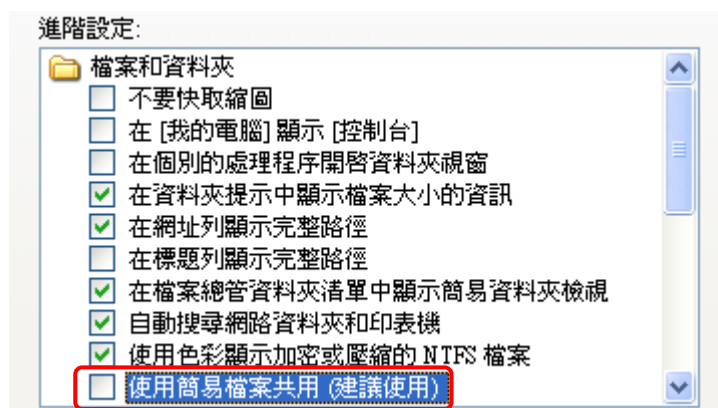 進階設定:
檔案和資料夾
不要快取縮圖
在 [我的電腦] 顯示 [控制台]
在個別的處理程序開啓資料夾視窗
在資料夾提示中顯示檔案大小的資訊
在網址列顯示完整路徑
在標題列顯示完整路徑
在檔案總管資料夾清單中顯示簡易資料夾檢視
自動搜尋網路資料夾和印表機
使用色彩顯示加密或壓縮的 NTFS 檔案
使用簡易檔案共用 (建議使用)